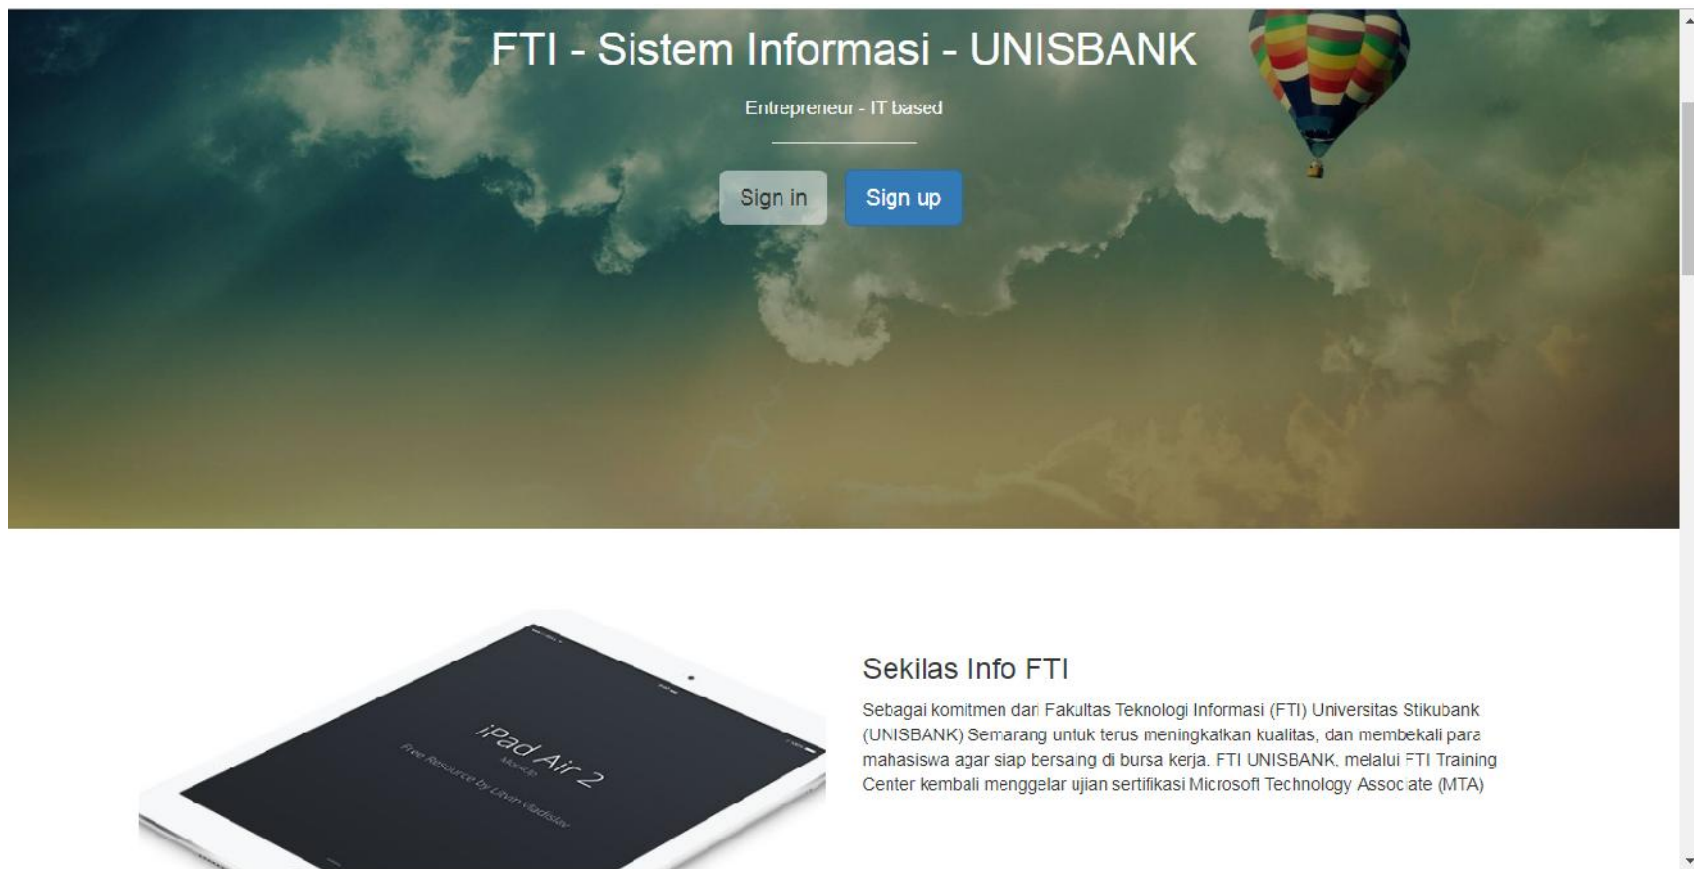 FTI - Sistem Informasi - UNISBANK
Entrepreneur - IT based
Sign in
Sign up
iPad Air 2
MockUp
Free Resource by Litvin Vladislav
Sekilas Info FTI
Sebagai komitmen dari Fakultas Teknologi Informasi (FTI) Universitas Stikubank
(UNISBANK) Semarang untuk terus meningkatkan kualitas, dan membekali para
mahasiswa agar siap bersaing di bursa kerja. FTI UNISBANK, melalui FTI Training
Center kembali menggelar ujian sertifikasi Microsoft Technology Associate (MTA)